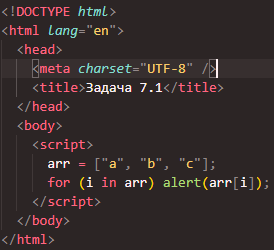 <!DOCTYPE html>
<html lang="en">
  <head>
    <meta charset="UTF-8" />
    <title>Задача 7.1</title>
  </head>
  <body>
    <script>
      arr = ["a", "b", "c"];
      for (i in arr) alert(arr[i]);
    </script>
  </body>
</html>